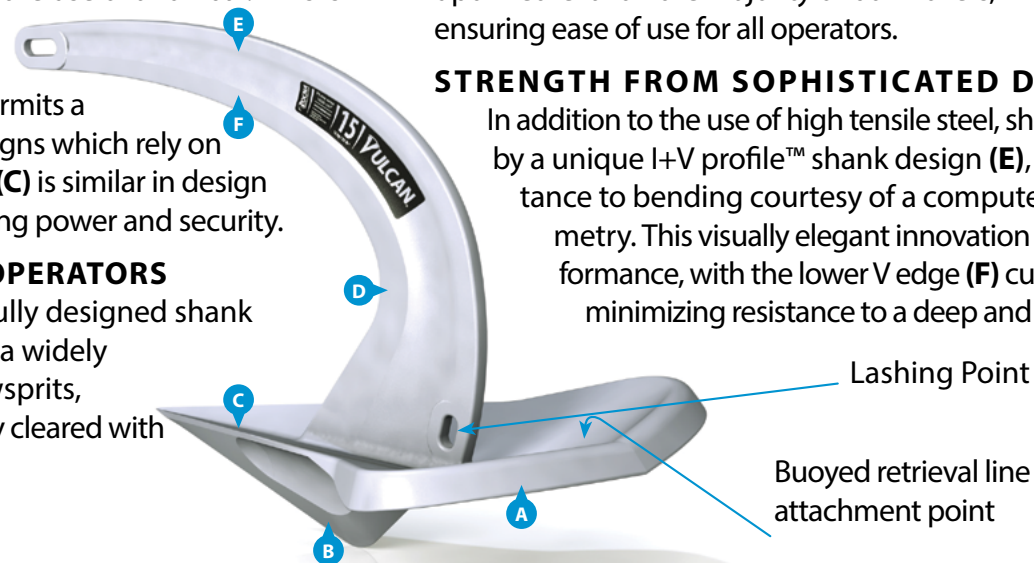 ensuring ease of use for all operators.
STRENGTH FROM SOPHISTICATED D
In addition to the use of high tensile steel, sh
by a unique I+V profile™ shank design (E),
tance to bending courtesy of a compute
metry. This visually elegant innovation
formance, with the lower V edge (F) cu
minimizing resistance to a deep and
rmits a
gns which rely on
(C) is similar in design
ng power and security.
OPERATORS
ully designed shank
a widely
wsprits,
y cleared with
E
F
15
VULCAN
D
C
A
B
Lashing Point
Buoyed retrieval line
attachment point